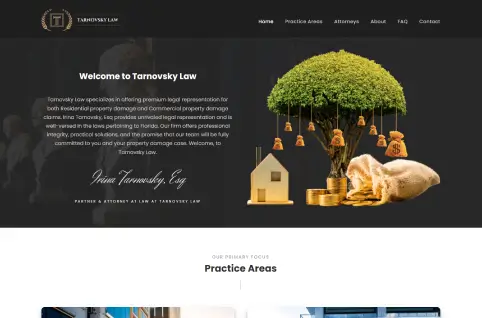 TARNOVSKY LAW
Home Practice Areas Attorneys About FAQ Contact
Welcome to Tarnovsky Law
Tarnovsky Law specializes in offering premium legal representation for
both Residential property damage and Commercial property damage
claims. Irina Tarnovsky, Esq provides unrivaled legal representation and is
well-versed in the laws pertaining to Florida. Our firm offers professional
integrity, practical solutions, and the promise that our team will be fully
committed to you and your property damage case. Welcome, to
Tarnovsky Law.
Irina Tarnovsky, Esq
PARTNER & ATTORNEY AT LAW AT TARNOVSKY LAW
$
OUR PRIMARY FOCUS
Practice Areas